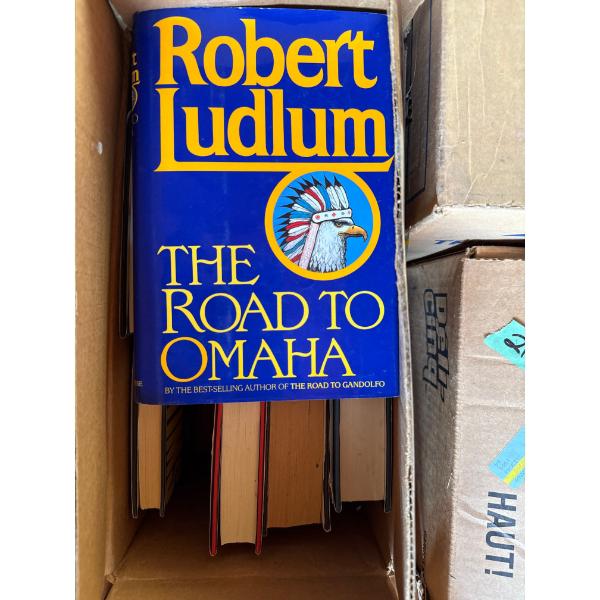 Robert
Ludlum
THE
ROAD TO
OMAHA
BY THE BEST-SELLING AUTHOR OF THE ROAD TO GANDOLFO
HAUT!